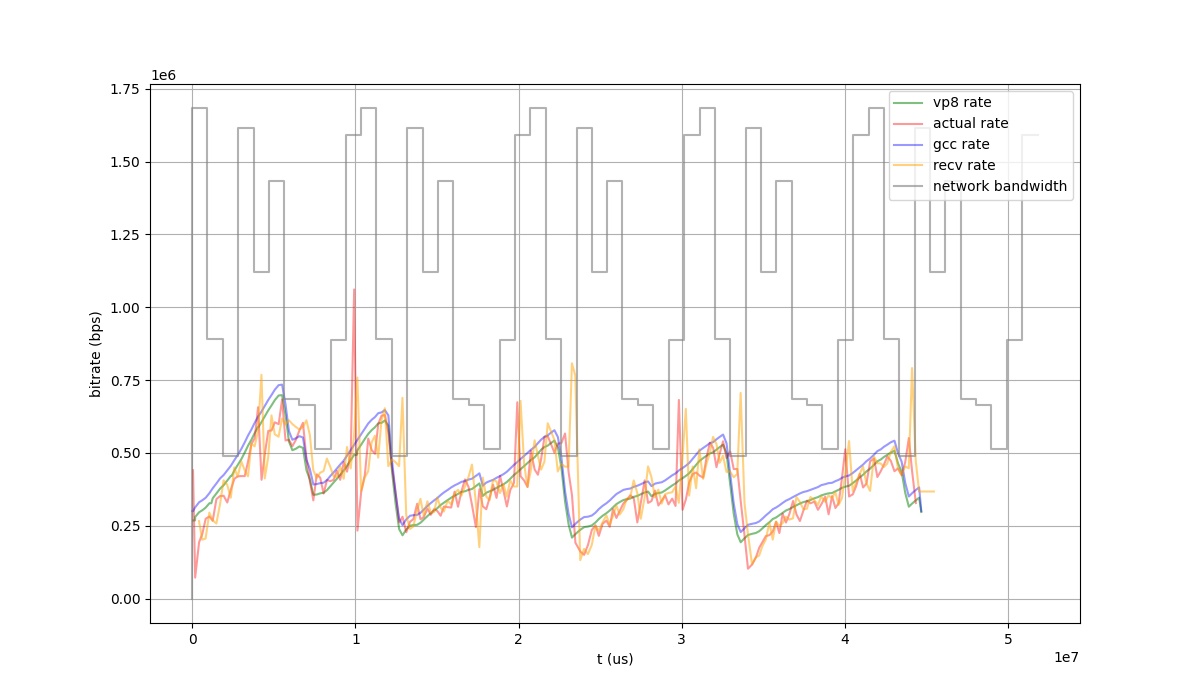 1e6
1.75
1.50
1.25
1.00
0.75
0.50
0.25
0.00
bitrate (bps)
vp8 rate
actual rate
gcc rate
recv rate
network bandwidth
0 1 2 3 4 5
t (us)
1e7